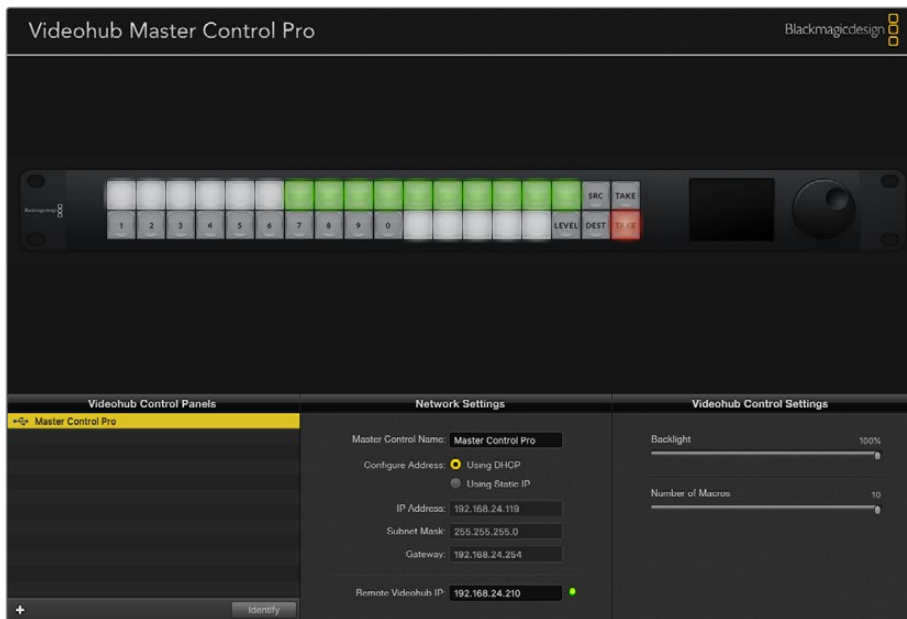 Videohub Master Control Pro
Blackmagicdesign
Blackmagicdesign
SRC TAKE
1 2 3 4 5 6 7 8 9 0 LEVEL DEST TAKE
Videohub Control Panels
Master Control Pro
Identify
Network Settings
Master Control Name: Master Control Pro
Configure Address: Using DHCP
Using Static IP
IP Address: 192.168.24.119
Subnet Mask: 255.255.255.0
Gateway: 192.168.24.254
Remote Videohub IP: 192.168.24.210
Videohub Control Settings
Backlight 100%
Number of Macros 10